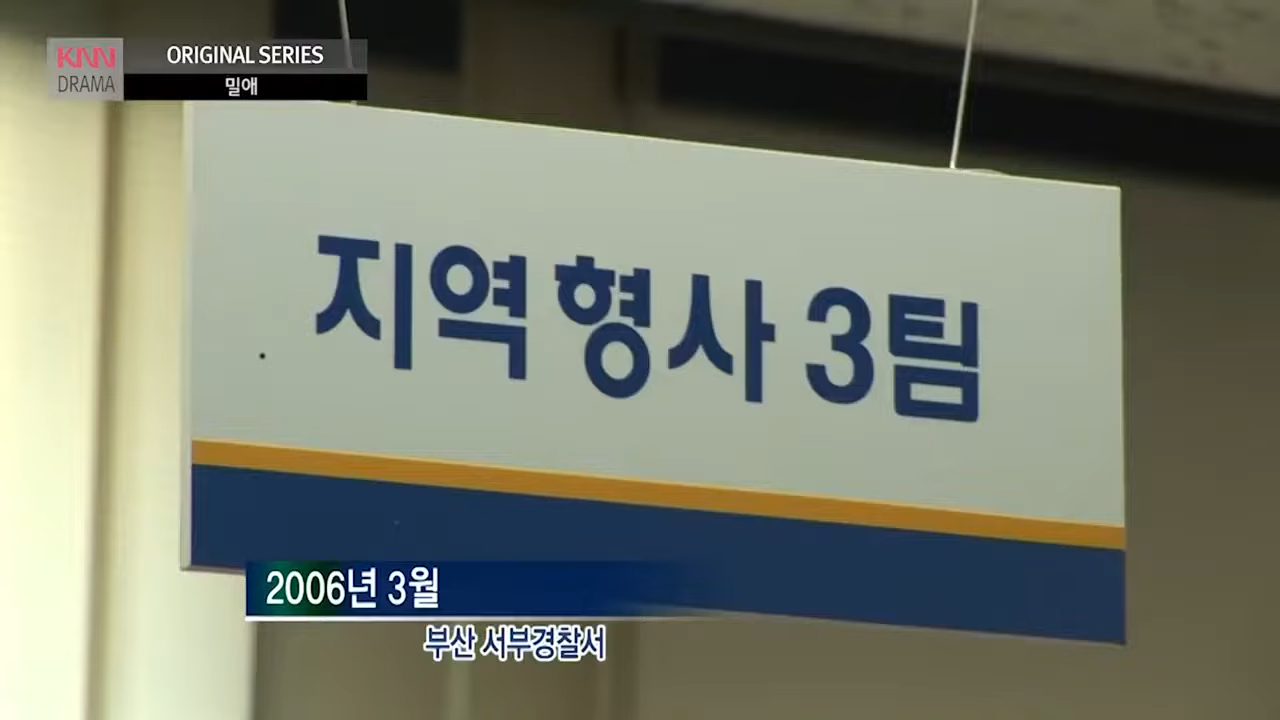 KNN
DRAMA
ORIGINAL SERIES
밀애
지역형사 3팀
2006년 3월
부산 서부경찰서